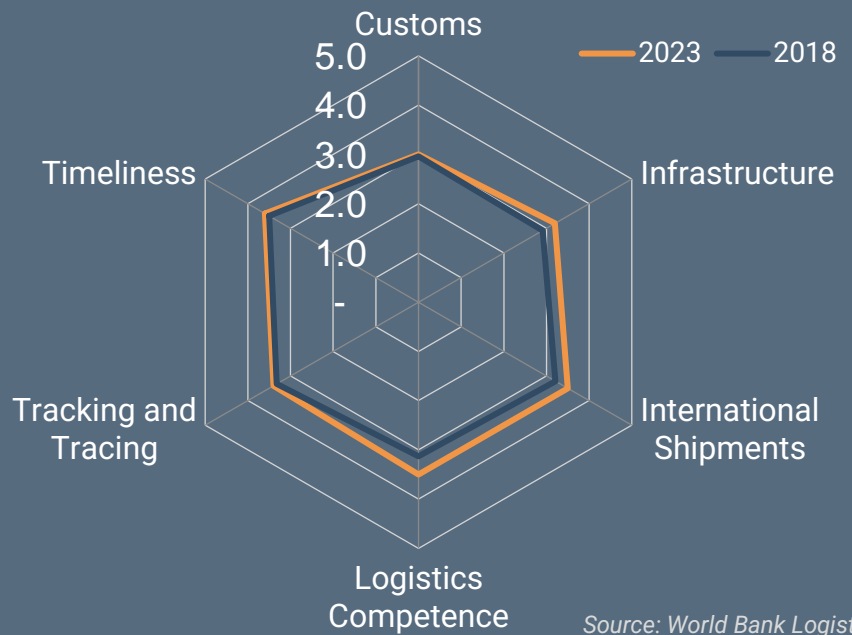 Customs
2023 2018
5.0
4.0
3.0
2.0
1.0
-
Timeliness
Infrastructure
Tracking and
Tracing
International
Shipments
Logistics
Competence
Source: World Bank